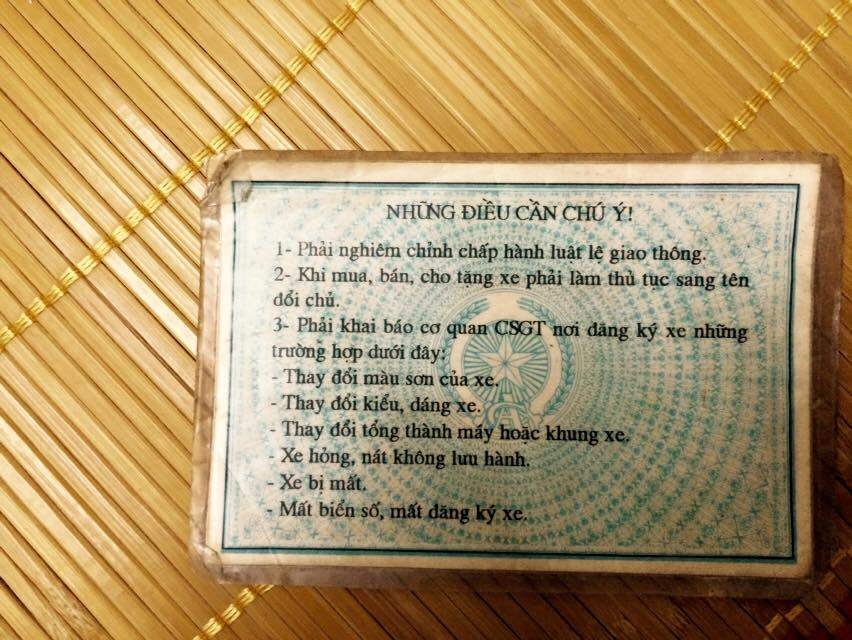 NHỮNG ĐIỀU CẦN CHÚ Ý!
1- Phải nghiêm chỉnh chấp hành luật lệ giao thông.
2- Khi mua, bán, cho tặng xe phải làm thủ tục sang tên
đổi chủ.
3- Phải khai báo cơ quan CSGT nơi đăng ký xe những
trường hợp dưới đây:
- Thay đổi màu sơn của xe.
- Thay đổi kiểu, dáng xe.
- Thay đổi tổng thành máy hoặc khung xe.
- Xe hỏng, nát không lưu hành.
- Xe bị mất.
- Mất biển số, mất đăng ký xe.